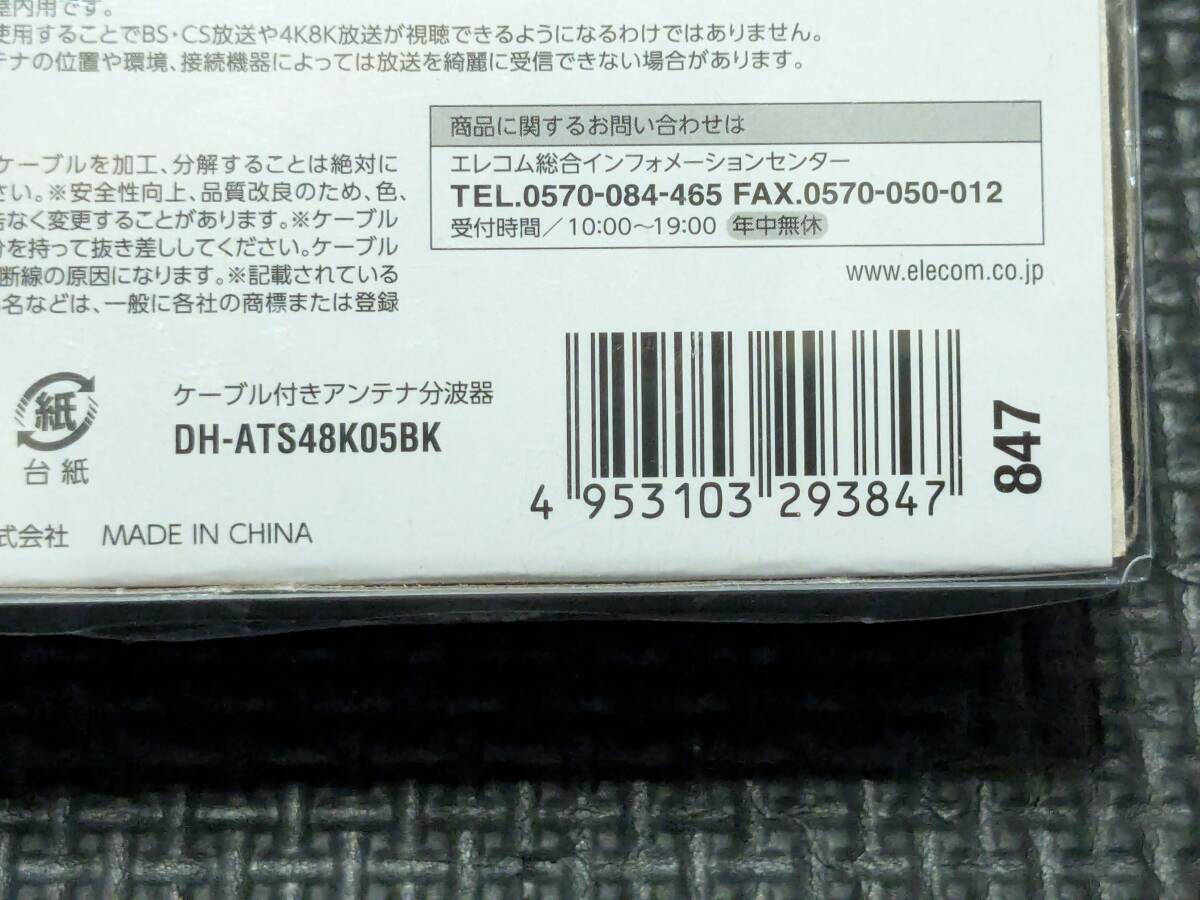 屋内用です。
使用することでBS・CS放送や4K8K放送が視聴できるようになるわけではありません。
テナの位置や環境、接続機器によっては放送を綺麗に受信できない場合があります。
商品に関するお問い合わせは
エレコム総合インフォメーションセンター
TEL.0570-084-465 FAX.0570-050-012
受付時間／10:00〜19:00 年中無休
www.elecom.co.jp
ケーブルを加工、分解することは絶対に
さい。※安全性向上、品質改良のため、色、
告なく変更することがあります。※ケーブル
分を持って抜き差ししてください。ケーブル
断線の原因になります。※記載されている
名などは、一般に各社の商標または登録
紙
台紙
ケーブル付きアンテナ分波器
DH-ATS48K05BK
式会社 MADE IN CHINA
4 953103 293847
847